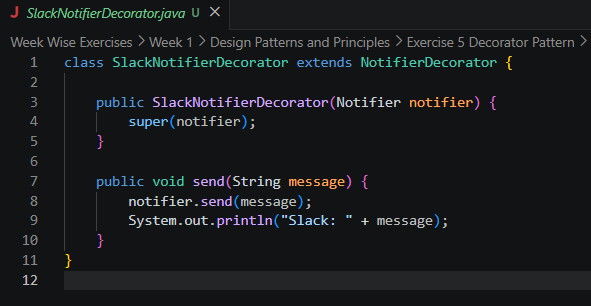 J SlackNotifierDecorator.java U ×
Week Wise Exercises > Week 1 > Design Patterns and Principles > Exercise 5 Decorator Pattern >
1 class SlackNotifierDecorator extends NotifierDecorator {
2
3     public SlackNotifierDecorator(Notifier notifier) {
4         super(notifier);
5     }
6
7     public void send(String message) {
8         notifier.send(message);
9         System.out.println("Slack: " + message);
10     }
11 }
12